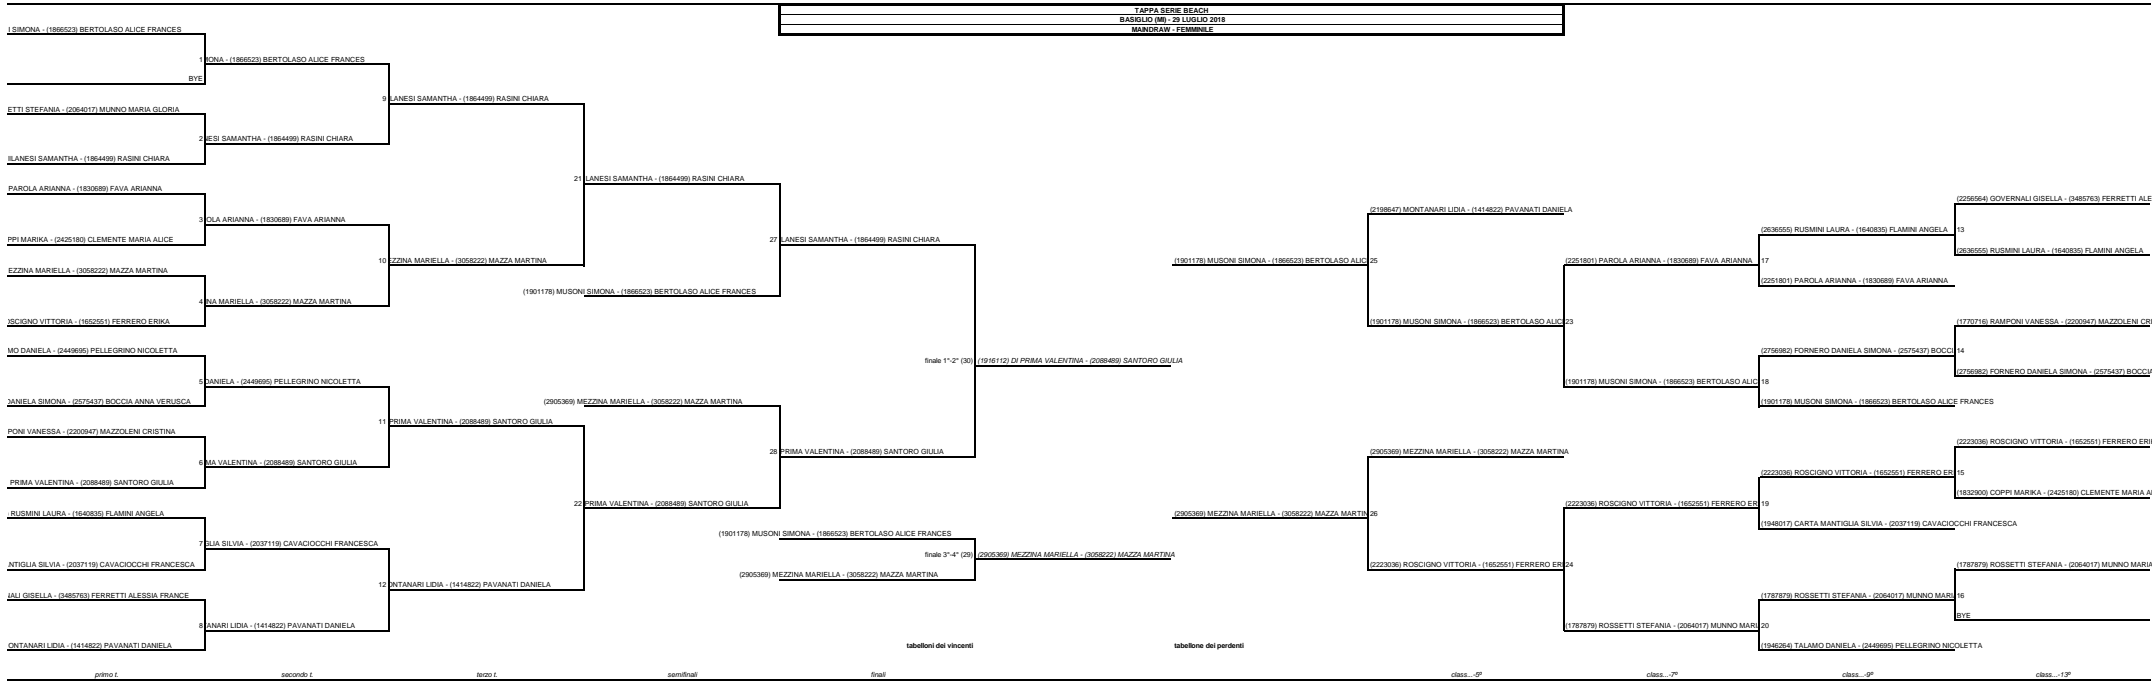 TAPPA SERIE BEACH
BASIGLIO (MI) - 29 LUGLIO 2018
MAINDRAW - FEMMINILE
I SIMONA - (1866523) BERTOLASO ALICE FRANCES
1 IONA - (1866523) BERTOLASO ALICE FRANCES
BYE
9 LANESI SAMANTHA - (1864499) RASINI CHIARA
ETTI STEFANIA - (2064017) MUNNO MARIA GLORIA
2 NESI SAMANTHA - (1864499) RASINI CHIARA
ILANESI SAMANTHA - (1864499) RASINI CHIARA
21 LANESI SAMANTHA - (1864499) RASINI CHIARA
PAROLA ARIANNA - (1830689) FAVA ARIANNA
(2256564) GOVERNALI GISELLA - (3485763) FERRETTI ALE
(2198647) MONTANARI LIDIA - (1414822) PAVANATI DANIELA
3 OLA ARIANNA - (1830689) FAVA ARIANNA
(2636555) RUSMINI LAURA - (1640835) FLAMINI ANGELA 13
PPI MARIKA - (2425180) CLEMENTE MARIA ALICE
27 LANESI SAMANTHA - (1864499) RASINI CHIARA
(2636555) RUSMINI LAURA - (1640835) FLAMINI ANGELA
10 EZZINA MARIELLA - (3058222) MAZZA MARTINA
(1901178) MUSONI SIMONA - (1866523) BERTOLASO ALIC 25
(2251801) PAROLA ARIANNA - (1830689) FAVA ARIANNA 17
EZZINA MARIELLA - (3058222) MAZZA MARTINA
(2251801) PAROLA ARIANNA - (1830689) FAVA ARIANNA
(1901178) MUSONI SIMONA - (1866523) BERTOLASO ALICE FRANCES
4 NA MARIELLA - (3058222) MAZZA MARTINA
OSCIGNO VITTORIA - (1652551) FERRERO ERIKA
(1901178) MUSONI SIMONA - (1866523) BERTOLASO ALIC 23
(1770716) RAMPONI VANESSA - (2200947) MAZZOLENI CRI
MO DANIELA - (2449695) PELLEGRINO NICOLETTA
(2756982) FORNERO DANIELA SIMONA - (2575437) BOCCI 14
finale 1°-2° (30) (1916112) DI PRIMA VALENTINA - (2088489) SANTORO GIULIA
(2756982) FORNERO DANIELA SIMONA - (2575437) BOCCIA
5 DANIELA - (2449695) PELLEGRINO NICOLETTA
(1901178) MUSONI SIMONA - (1866523) BERTOLASO ALIC 18
DANIELA SIMONA - (2575437) BOCCIA ANNA VERUSCA
(2905369) MEZZINA MARIELLA - (3058222) MAZZA MARTINA
(1901178) MUSONI SIMONA - (1866523) BERTOLASO ALICE FRANCES
11 PRIMA VALENTINA - (2088489) SANTORO GIULIA
PONI VANESSA - (2200947) MAZZOLENI CRISTINA
(2223036) ROSCIGNO VITTORIA - (1652551) FERRERO ERI
28 PRIMA VALENTINA - (2088489) SANTORO GIULIA
(2905369) MEZZINA MARIELLA - (3058222) MAZZA MARTINA
6 MA VALENTINA - (2088489) SANTORO GIULIA
(2223036) ROSCIGNO VITTORIA - (1652551) FERRERO ER 15
PRIMA VALENTINA - (2088489) SANTORO GIULIA
(1832900) COPPI MARIKA - (2425180) CLEMENTE MARIA A
22 PRIMA VALENTINA - (2088489) SANTORO GIULIA
(2223036) ROSCIGNO VITTORIA - (1652551) FERRERO ER 19
RUSMINI LAURA - (1640835) FLAMINI ANGELA
(2905369) MEZZINA MARIELLA - (3058222) MAZZA MARTIN 26
(1948017) CARTA MANTIGLIA SILVIA - (2037119) CAVACIOCCHI FRANCESCA
(1901178) MUSONI SIMONA - (1866523) BERTOLASO ALICE FRANCES
7 GLIA SILVIA - (2037119) CAVACIOCCHI FRANCESCA
finale 3°-4° (29) (2905369) MEZZINA MARIELLA - (3058222) MAZZA MARTINA
NTIGLIA SILVIA - (2037119) CAVACIOCCHI FRANCESCA
(2223036) ROSCIGNO VITTORIA - (1652551) FERRERO ERI 24
(1787879) ROSSETTI STEFANIA - (2064017) MUNNO MARIA
(2905369) MEZZINA MARIELLA - (3058222) MAZZA MARTINA
12 ONTANARI LIDIA - (1414822) PAVANATI DANIELA
NALI GISELLA - (3485763) FERRETTI ALESSIA FRANCE
(1787879) ROSSETTI STEFANIA - (2064017) MUNNO MARI 16
BYE
8 ANARI LIDIA - (1414822) PAVANATI DANIELA
(1787879) ROSSETTI STEFANIA - (2064017) MUNNO MARI 20
ONTANARI LIDIA - (1414822) PAVANATI DANIELA
tabelloni dei vincenti
tabellone dei perdenti
(1946264) TALAMO DANIELA - (2449695) PELLEGRINO NICOLETTA
primo t.
secondo t.
terzo t.
semifinali
finali
class...-5º
class...-7º
class...-9º
class...-13º